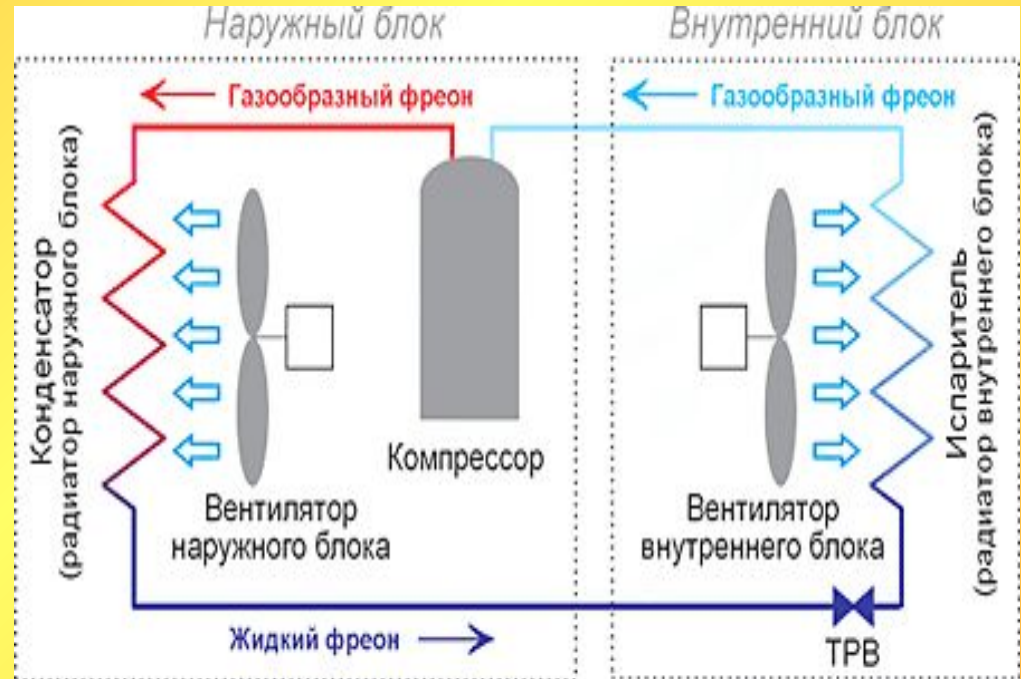 Наружный блок
Внутренний блок
Газообразный фреон
Газообразный фреон
Конденсатор
(радиатор наружного блока)
Компрессор
Вентилятор
наружного блока
Вентилятор
внутреннего блока
Испаритель
(радиатор внутреннего блока)
Жидкий фреон
ТРВ